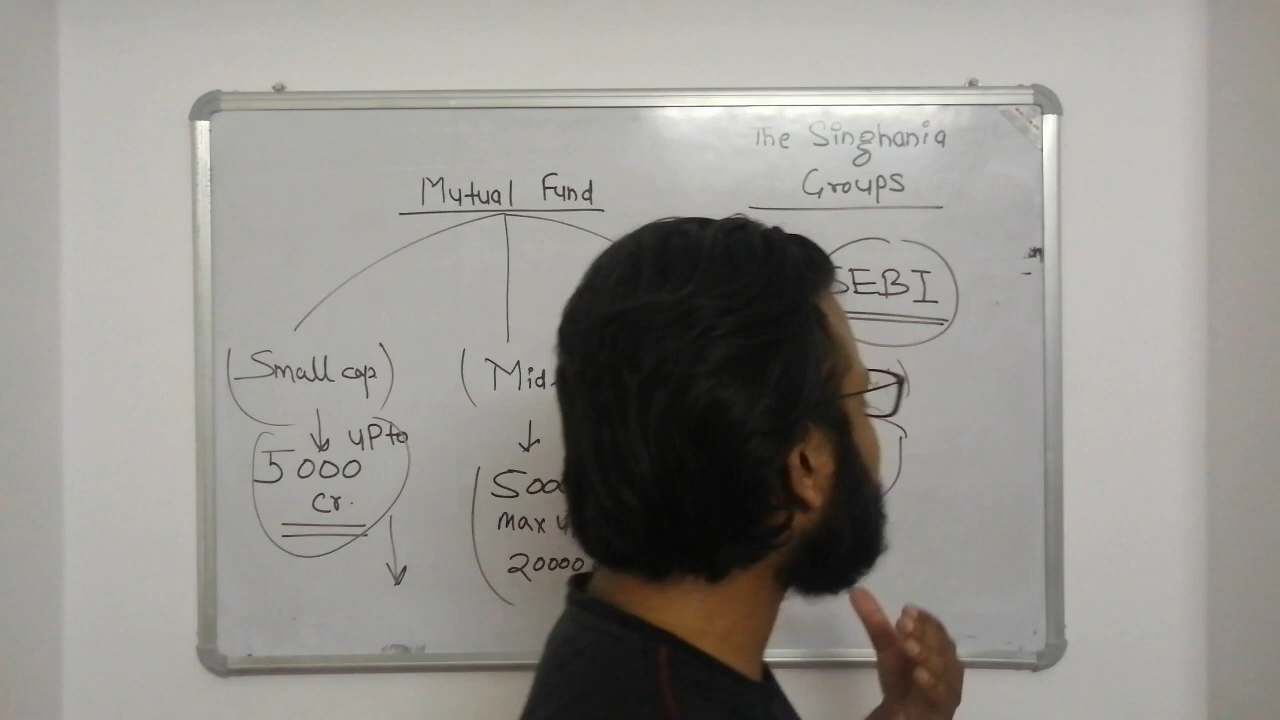 The Singhania
Groups
Mutual Fund
SEBI
(Small cap)
(Mid-
upto
5000
cr.
500
max
20000